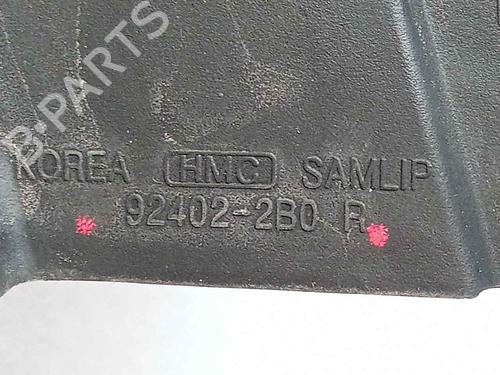 B-PARTS
KOREA HMC SAMLIP
92402-2B0 R